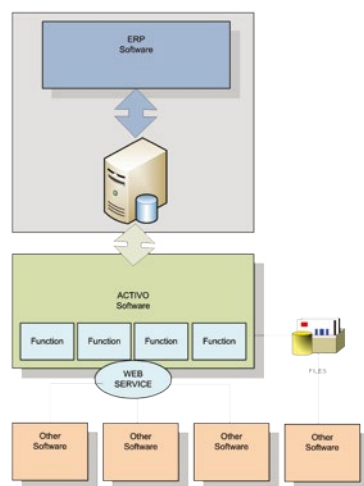 ERP
Software
ACTIVO
Software
Function
Function
Function
Function
WEB
SERVICE
FILES
Other
Software
Other
Software
Other
Software
Other
Software